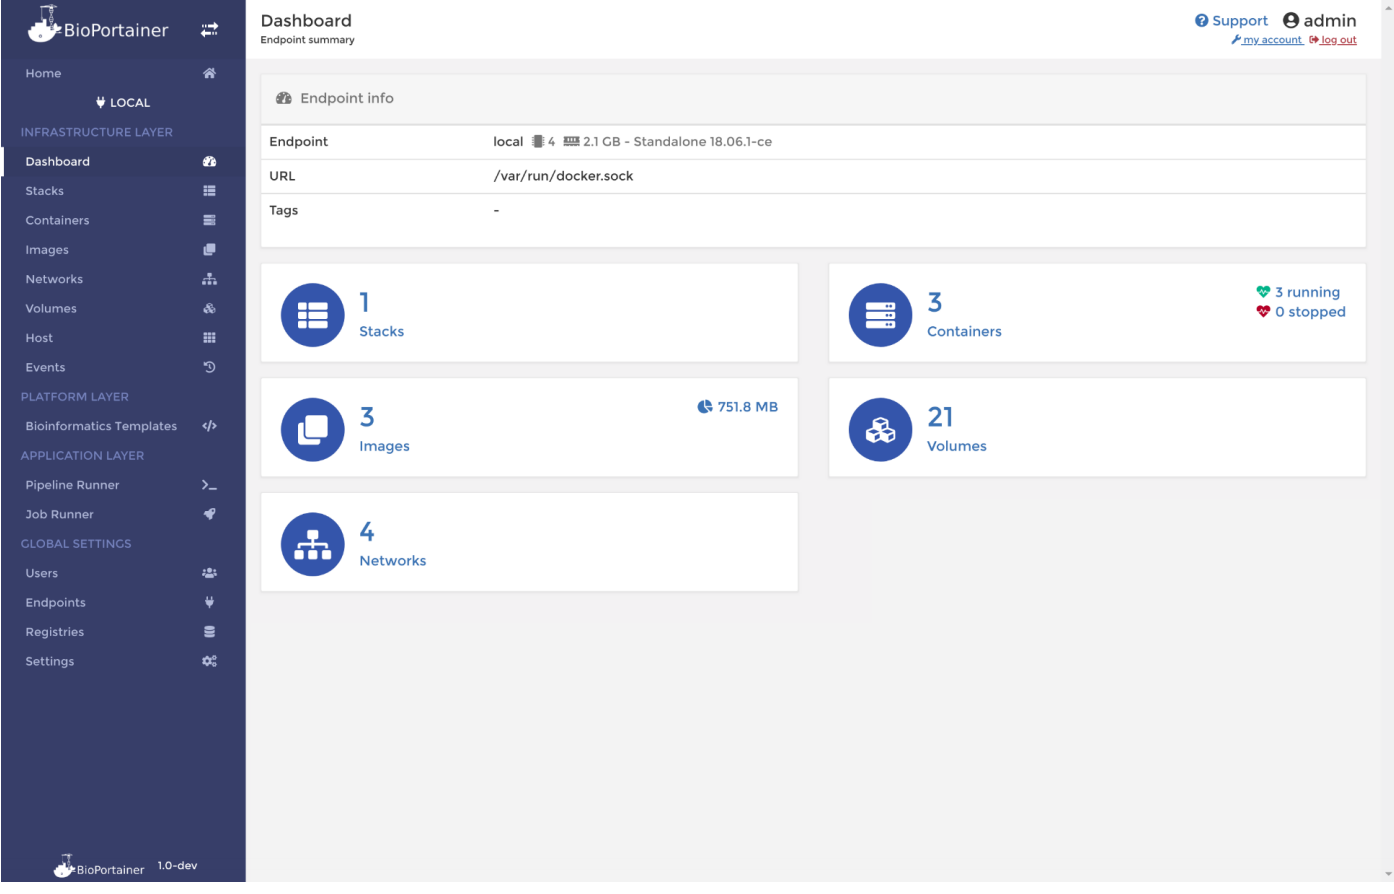 BioPortainer
Home
LOCAL
INFRASTRUCTURE LAYER
Dashboard
Stacks
Containers
Images
Networks
Volumes
Host
Events
PLATFORM LAYER
Bioinformatics Templates
APPLICATION LAYER
Pipeline Runner
Job Runner
GLOBAL SETTINGS
Users
Endpoints
Registries
Settings
BioPortainer 1.0-dev
Dashboard
Endpoint summary
Support admin
my account log out
Endpoint info
Endpoint local 4 2.1 GB - Standalone 18.06.1-ce
URL /var/run/docker.sock
Tags -
1
Stacks
3
Containers
3 running
0 stopped
3
Images
751.8 MB
21
Volumes
4
Networks